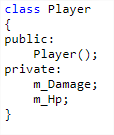 class Player
{
public:
    Player();
private:
    m_Damage;
    m_Hp;
}